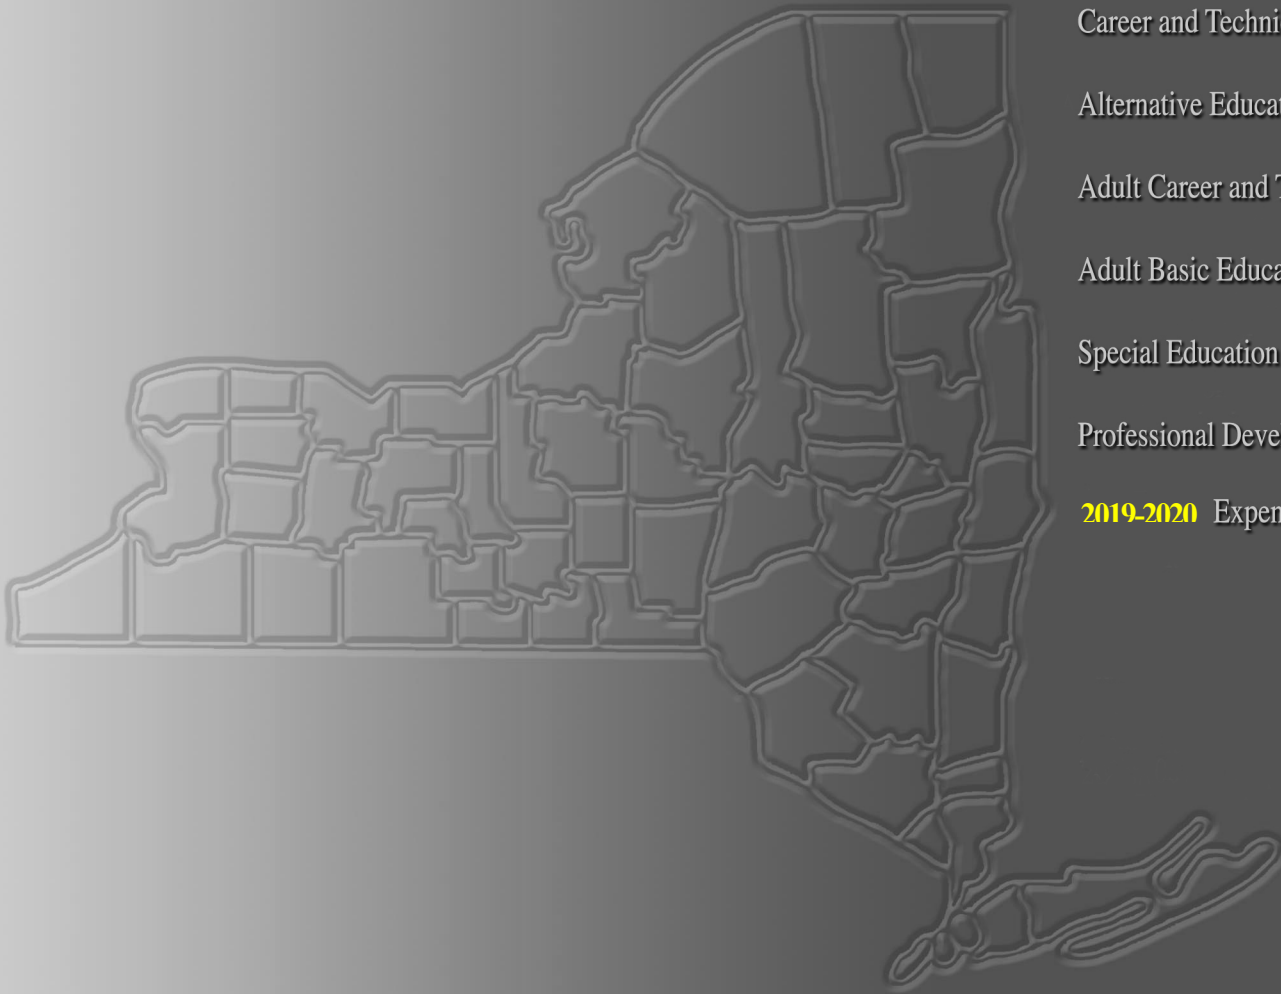 Career and Techni
Alternative Educa
Adult Career and
Adult Basic Educa
Special Education
Professional Deve
2019-2020 Expen